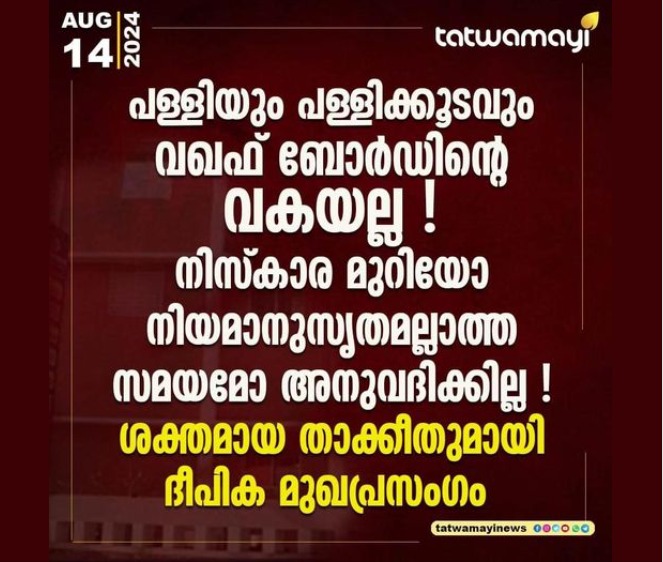 AUG
14
2024
tatwamayi
പള്ളിയും പള്ളിക്കൂടവും
വഖഫ് ബോർഡിന്റെ
വകയല്ല !
നിസ്കാര മുറിയോ
നിയമാനുസൃതമല്ലാത്ത
സമയമോ അനുവദിക്കില്ല !
ശക്തമായ താക്കീതുമായി
ദീപിക മുഖപ്രസംഗം
tatwamayinews